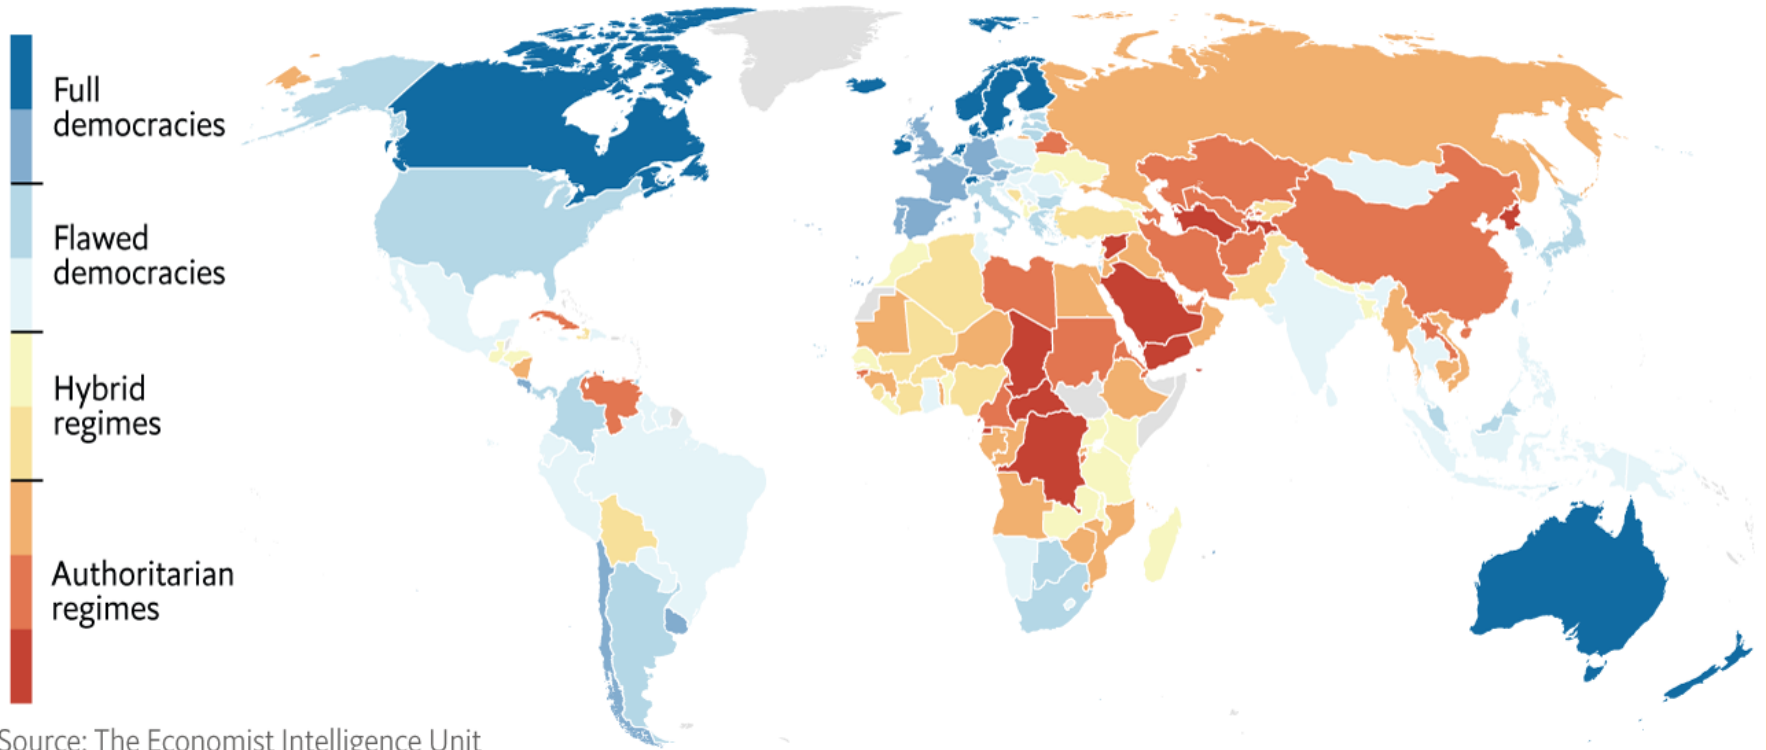 Full
democracies
Flawed
democracies
Hybrid
regimes
Authoritarian
regimes
Source: The Economist Intelligence Unit